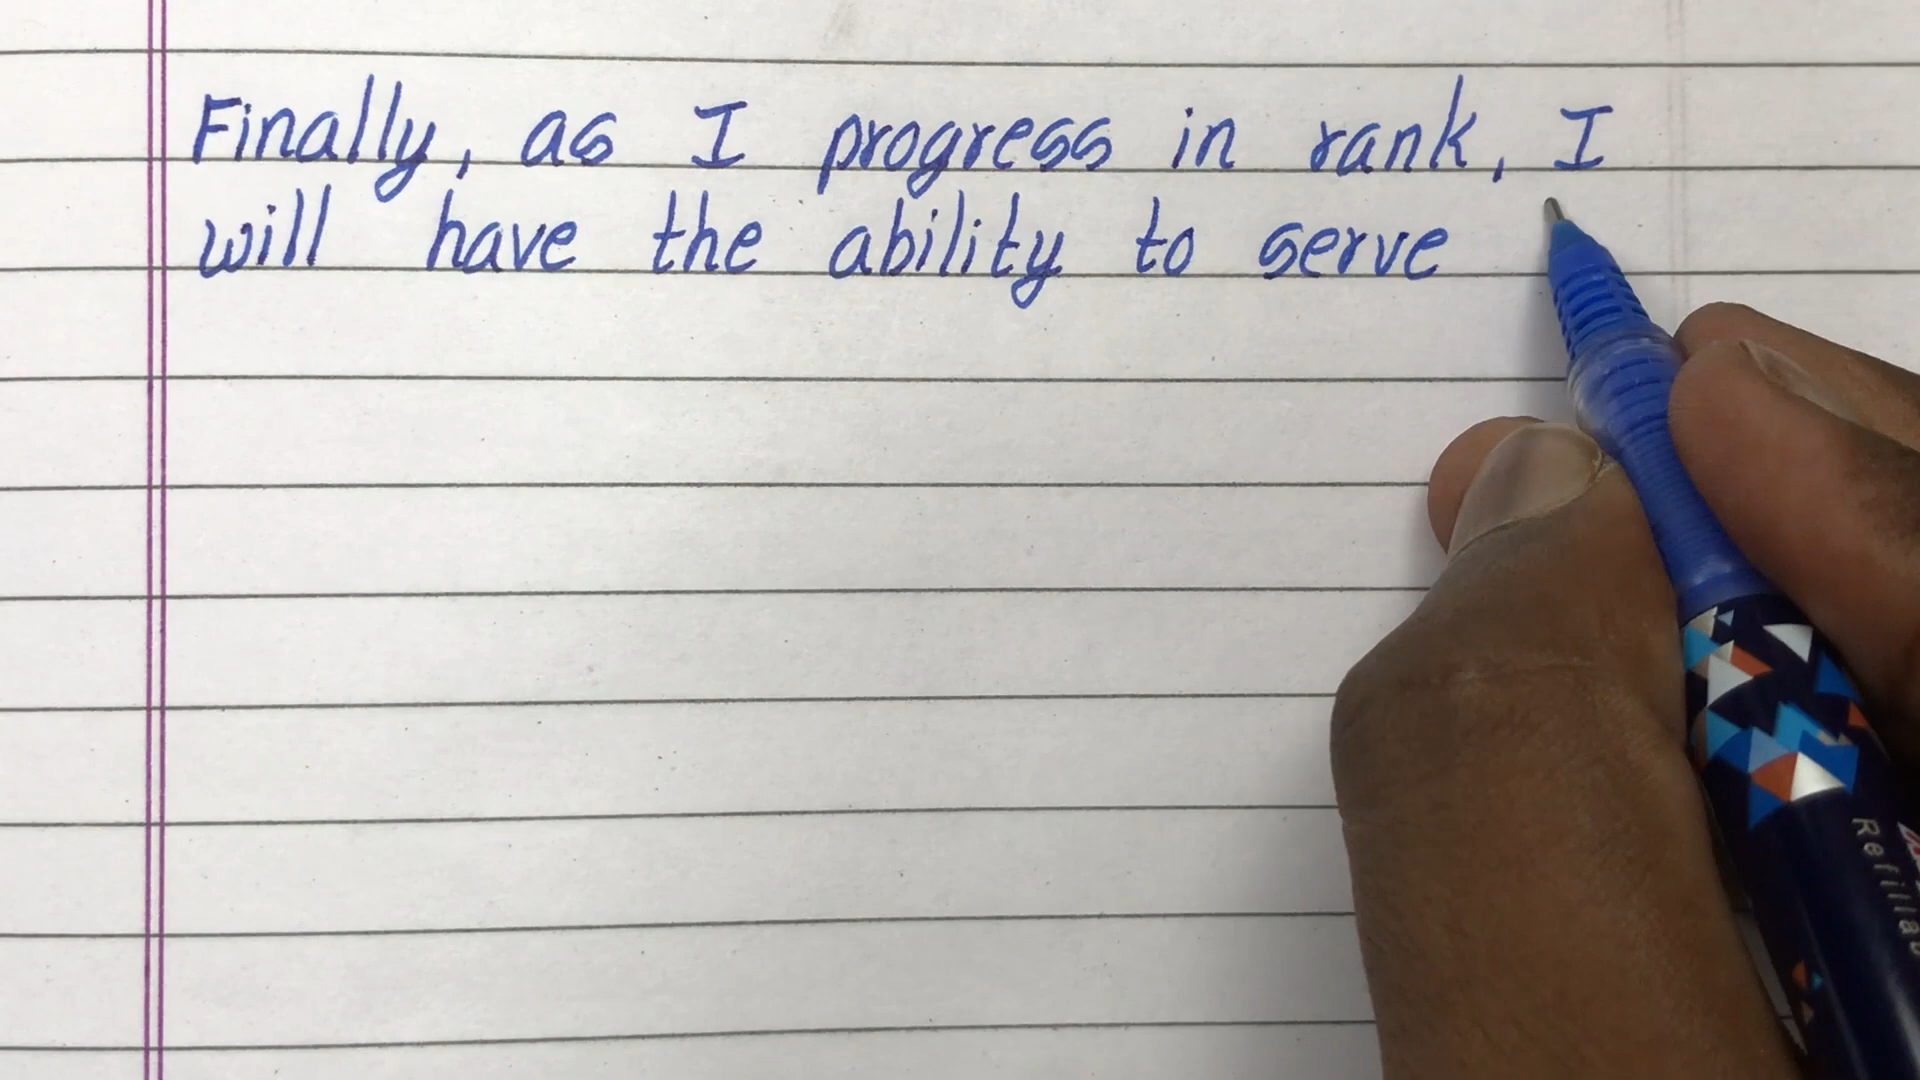 Finally, as I progress in rank, I
will have the ability to serve